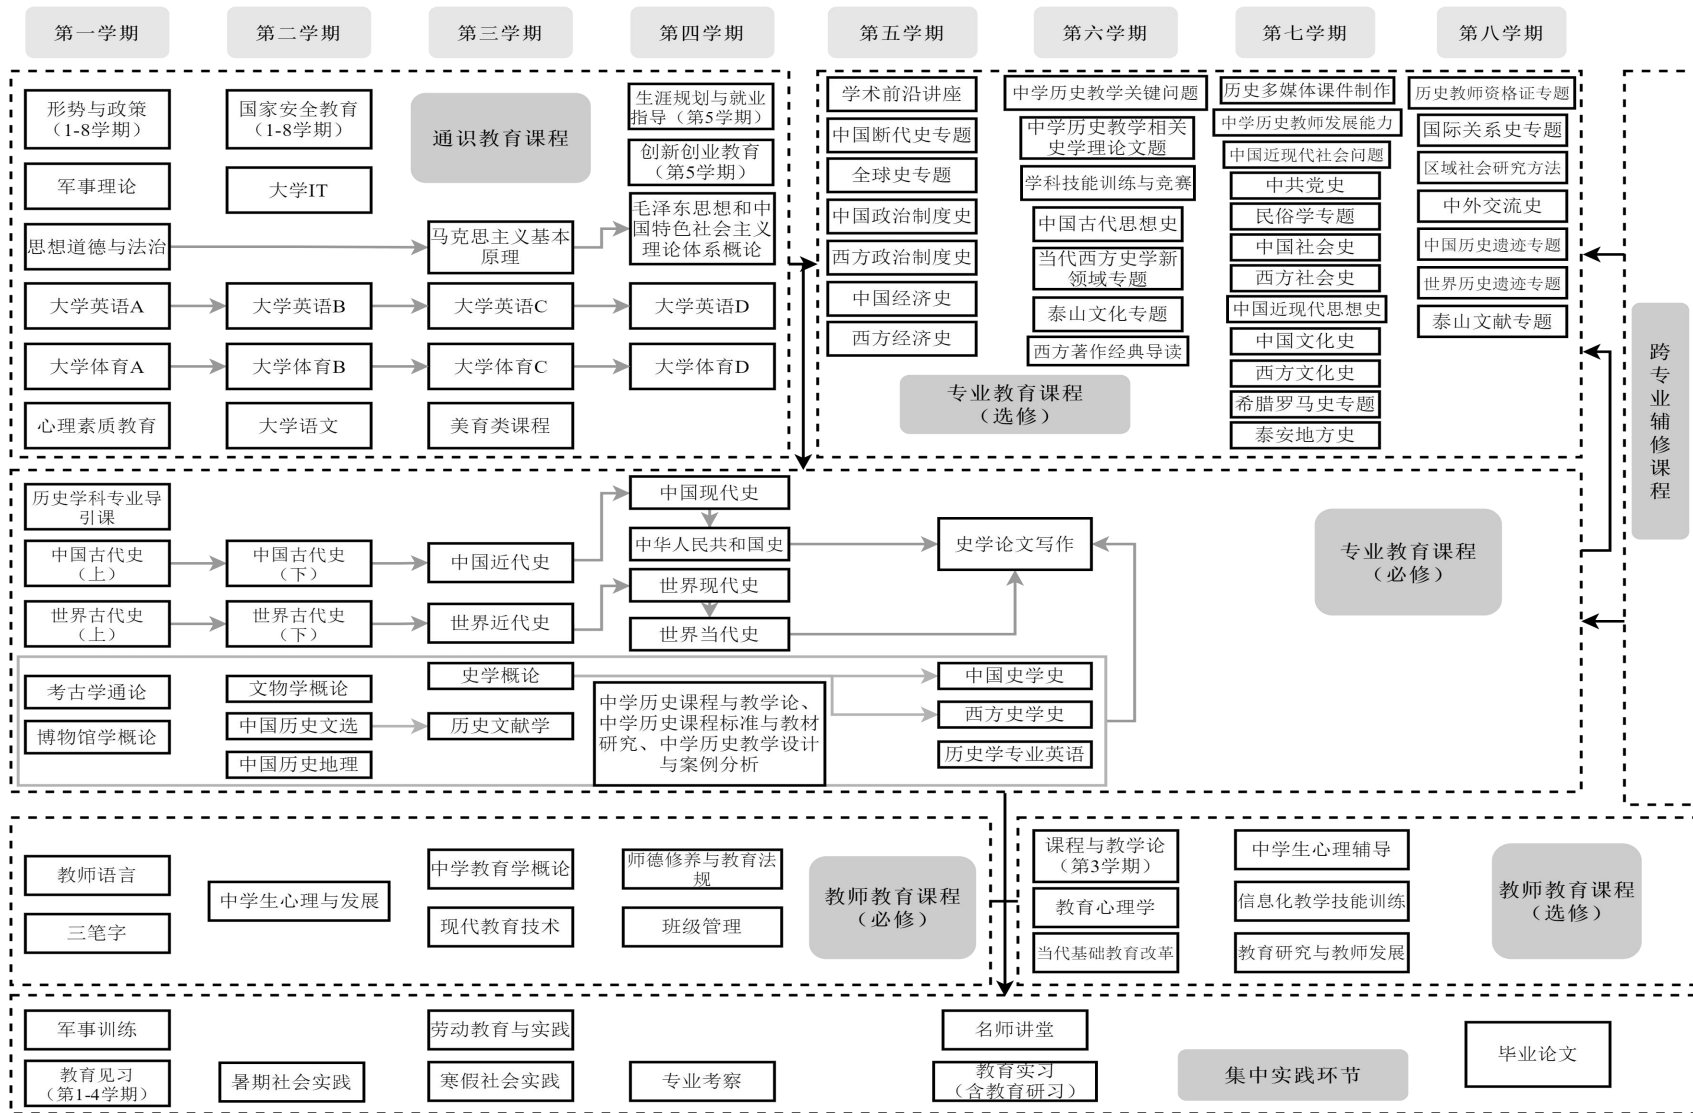 第一学期
第二学期
第三学期
第四学期
第五学期
第六学期
第七学期
第八学期
形势与政策
(1-8学期)
军事理论
思想道德与法治
大学英语A
大学体育A
心理素质教育
国家安全教育
(1-8学期)
大学IT
大学英语B
大学体育B
大学语文
通识教育课程
马克思主义基本
原理
大学英语C
大学体育C
美育类课程
生涯规划与就业
指导(第5学期)
创新创业教育
(第5学期)
毛泽东思想和中
国特色社会主义
理论体系概论
大学英语D
大学体育D
学术前沿讲座
中国断代史专题
全球史专题
中国政治制度史
西方政治制度史
中国经济史
西方经济史
专业教育课程
(选修)
中学历史教学关键问题
中学历史教学相关
史学理论文题
学科技能训练与竞赛
中国古代思想史
当代西方史学新
领域专题
泰山文化专题
西方著作经典导读
历史多媒体课件制作
中学历史教师发展能力
中国近现代社会问题
中共党史
民俗学专题
中国社会史
西方社会史
中国近现代思想史
中国文化史
西方文化史
希腊罗马史专题
泰安地方史
历史教师资格证专题
国际关系史专题
区域社会研究方法
中外交流史
中国历史遗迹专题
世界历史遗迹专题
泰山文献专题
跨专业辅修课程
历史学科专业导
引课
中国古代史
(上)
世界古代史
(上)
中国古代史
(下)
世界古代史
(下)
中国近代史
世界近代史
中国现代史
中华人民共和国史
世界现代史
世界当代史
史学论文写作
专业教育课程
(必修)
考古学通论
博物馆学概论
文物学概论
中国历史文选
中国历史地理
史学概论
历史文献学
中学历史课程与教学论、
中学历史课程标准与教材
研究、中学历史教学设计
与案例分析
中国史学史
西方史学史
历史学专业英语
教师语言
三笔字
中学生心理与发展
中学教育学概论
现代教育技术
师德修养与教育法
规
班级管理
教师教育课程
(必修)
课程与教学论
(第3学期)
教育心理学
当代基础教育改革
中学生心理辅导
信息化教学技能训练
教育研究与教师发展
教师教育课程
(选修)
军事训练
教育见习
(第1-4学期)
暑期社会实践
劳动教育与实践
寒假社会实践
专业考察
名师讲堂
教育实习
(含教育研习)
集中实践环节
毕业论文